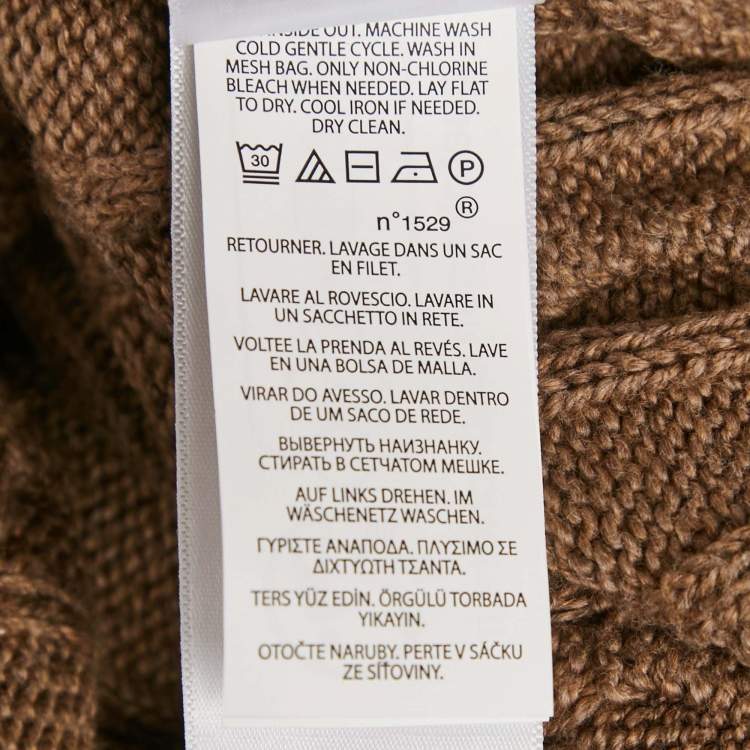 INSIDE OUT. MACHINE WASH
COLD GENTLE CYCLE. WASH IN
MESH BAG. ONLY NON-CHLORINE
BLEACH WHEN NEEDED. LAY FLAT
TO DRY. COOL IRON IF NEEDED.
DRY CLEAN.
30
P
n°1529 ®
RETOURNER. LAVAGE DANS UN SAC
EN FILET.
LAVARE AL ROVESCIO. LAVARE IN
UN SACCHETTO IN RETE.
VOLTEE LA PRENDA AL REVÉS. LAVE
EN UNA BOLSA DE MALLA.
VIRAR DO AVESSO. LAVAR DENTRO
DE UM SACO DE REDE.
ВЫВЕРНУТЬ НАИЗНАНКУ.
СТИРАТЬ В СЕТЧАТОМ МЕШКЕ.
AUF LINKS DREHEN. IM
WÄSCHENETZ WASCHEN.
ΓΥΡΙΣΤΕ ΑΝΑΠΟΔΑ. ΠΛΥΣΙΜΟ ΣΕ
ΔΙΧΤΥΩΤΗ ΤΣΑΝΤΑ.
TERS YÜZ EDİN. ÖRGÜLÜ TORBADA
YIKAYIN.
OTOČTE NARUBY. PERTE V SÁČKU
ZE SÍŤOVINY.